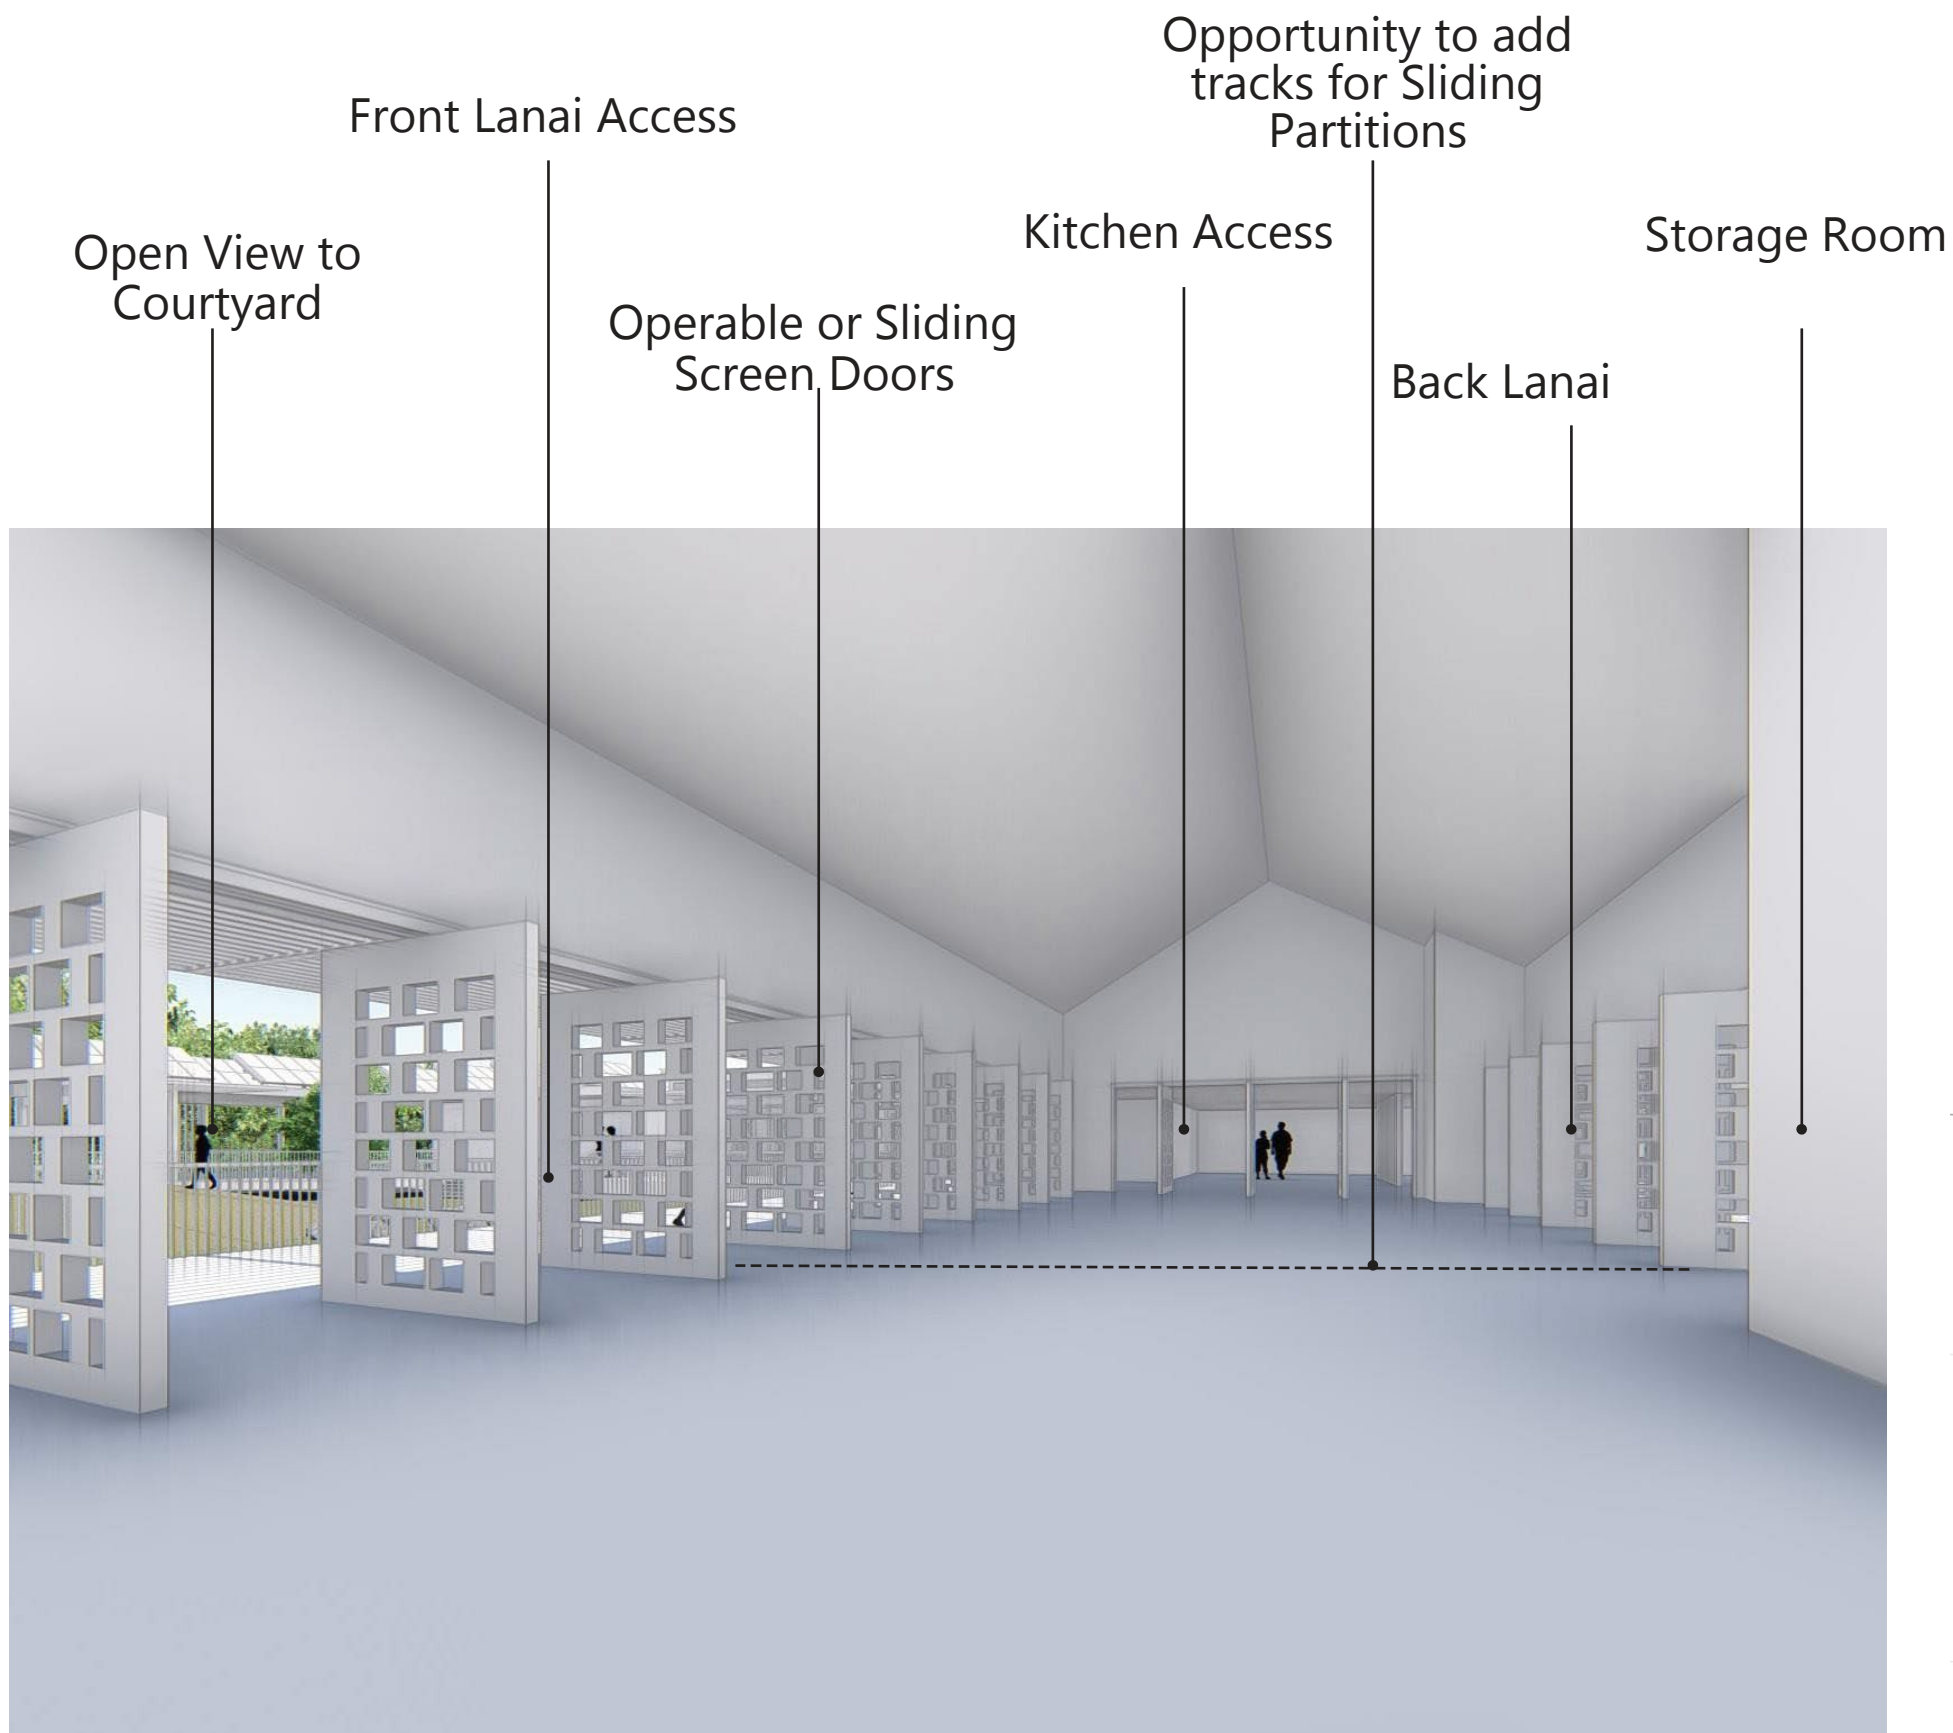 Opportunity to add
tracks for Sliding
Partitions
Front Lanai Access
Kitchen Access
Storage Room
Open View to
Courtyard
Operable or Sliding
Screen Doors
Back Lanai